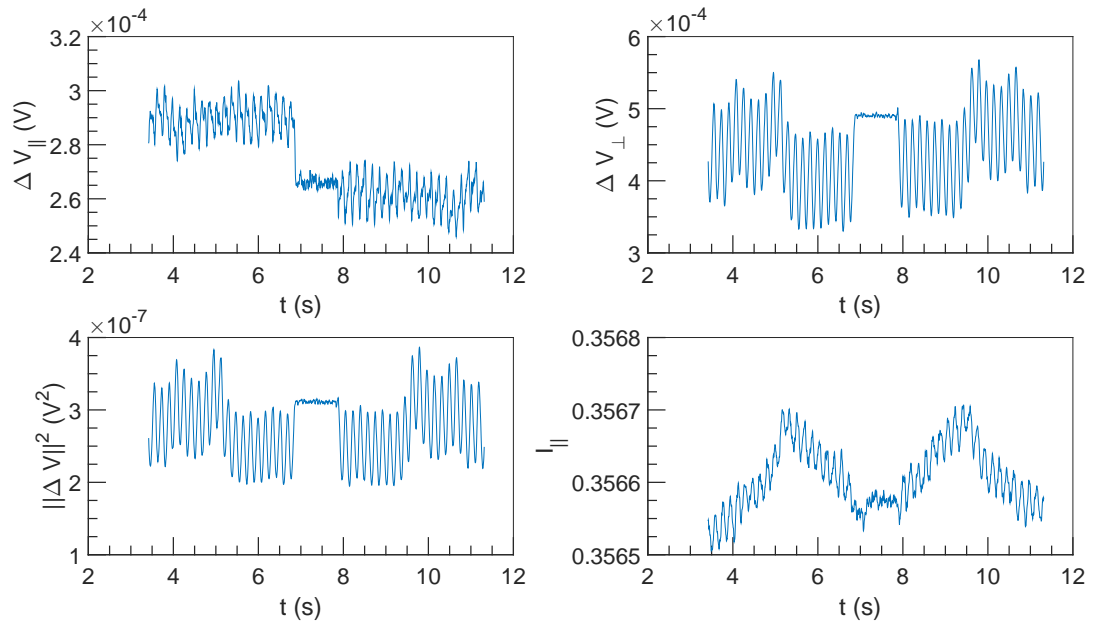 ×10⁻⁴
3.2
3
2.8
2.6
2.4
Δ V∥ (V)
2 4 6 8 10 12
t (s)
×10⁻⁴
6
5
4
3
Δ V⊥ (V)
2 4 6 8 10 12
t (s)
×10⁻⁷
4
3
2
1
||Δ V||² (V²)
2 4 6 8 10 12
t (s)
0.3568
0.3567
0.3566
0.3565
I∥
2 4 6 8 10 12
t (s)